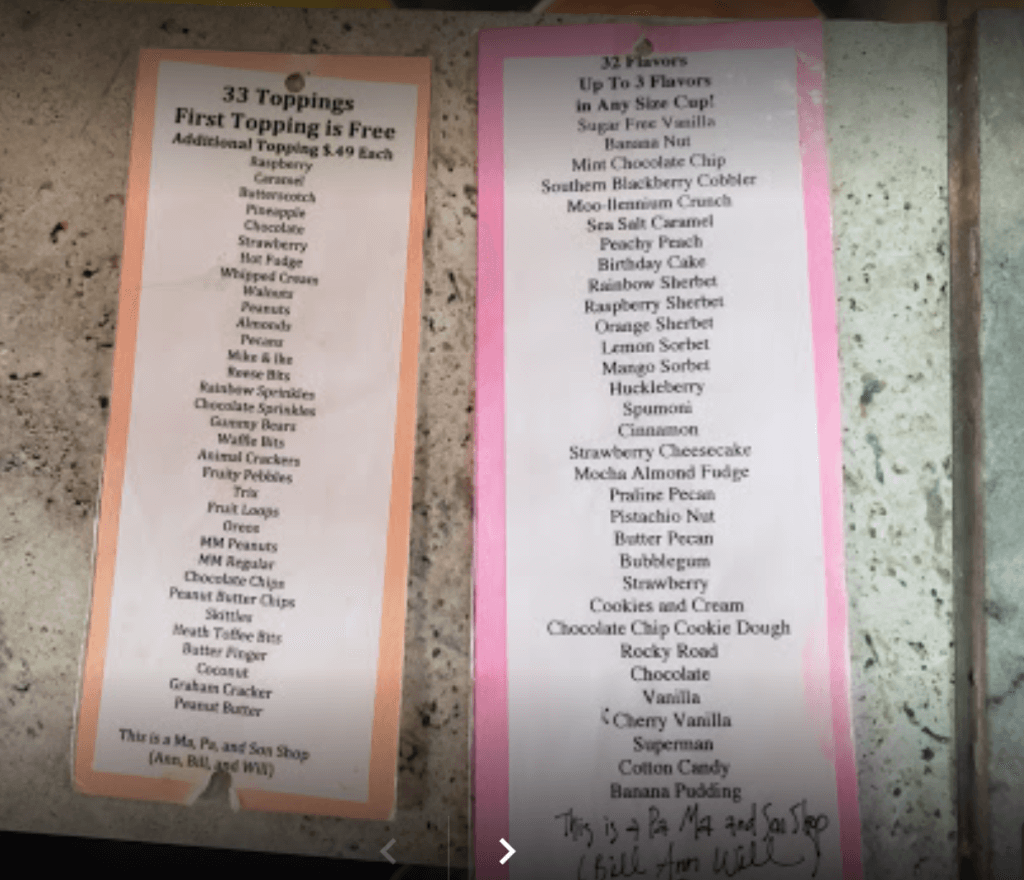 33 Toppings
First Topping is Free
Additional Topping $.49 Each
Raspberry
Caramel
Butterscotch
Pineapple
Chocolate
Strawberry
Hot Fudge
Whipped Cream
Walnuts
Peanuts
Almonds
Pecans
Mike & Ike
Reese Bits
Rainbow Sprinkles
Chocolate Sprinkles
Gummy Bears
Waffle Bits
Animal Crackers
Fruity Pebbles
Trix
Fruit Loops
Oreos
MM Peanuts
MM Regular
Chocolate Chips
Peanut Butter Chips
Skittles
Heath Toffee Bits
Butter Finger
Coconut
Graham Cracker
Peanut Butter
This is a Ma, Pa, and Son Shop
(Ann, Bill, and Will)
32 Flavors
Up To 3 Flavors
in Any Size Cup!
Sugar Free Vanilla
Banana Nut
Mint Chocolate Chip
Southern Blackberry Cobbler
Moo-llennium Crunch
Sea Salt Caramel
Peachy Peach
Birthday Cake
Rainbow Sherbet
Raspberry Sherbet
Orange Sherbet
Lemon Sorbet
Mango Sorbet
Huckleberry
Spumoni
Cinnamon
Strawberry Cheesecake
Mocha Almond Fudge
Praline Pecan
Pistachio Nut
Butter Pecan
Bubblegum
Strawberry
Cookies and Cream
Chocolate Chip Cookie Dough
Rocky Road
Chocolate
Vanilla
Cherry Vanilla
Superman
Cotton Candy
Banana Pudding
This is a Pa Ma and Son Shop
(Bill Ann Will)